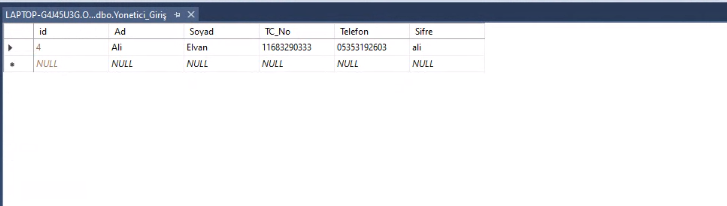 LAPTOP-G4J45U3G.O...dbo.Yonetici_Giriş
id Ad Soyad TC_No Telefon Sifre
4 Ali Elvan 11683290333 05353192603 ali
NULL NULL NULL NULL NULL NULL